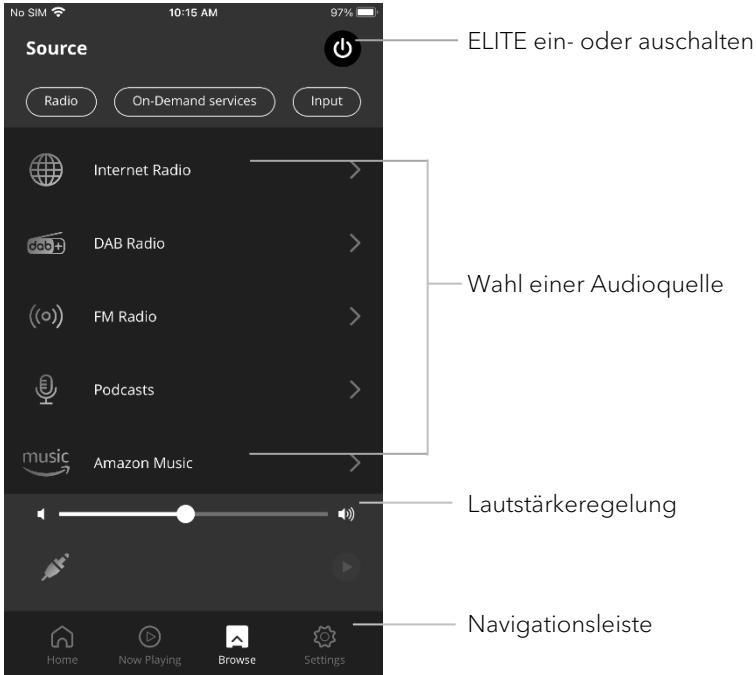 No SIM 10:15 AM 97%
Source
ELITE ein- oder auschalten
Radio On-Demand services Input
Internet Radio
dab+ DAB Radio
Wahl einer Audioquelle
FM Radio
Podcasts
music Amazon Music
Lautstärkeregelung
Navigationsleiste
Home Now Playing Browse Settings